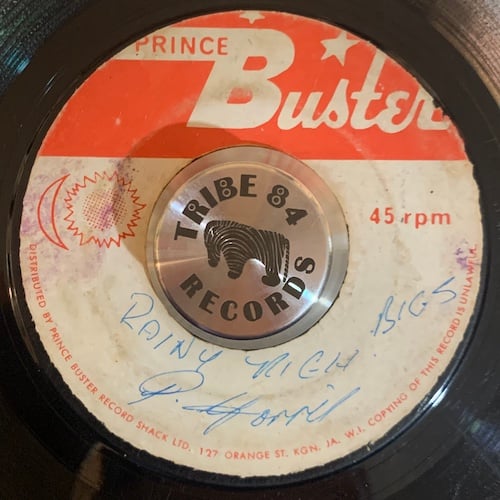 PRINCE
Buster
45 rpm
TRIBE 84
RECORDS
RAINY NIGH. BIGS
P. Horris
DISTRIBUTED BY PRINCE BUSTER RECORD SHACK LTD. 127 ORANGE ST. KGN. JA. W.I. COPYING OF THIS RECORD IS UNLAWFUL.